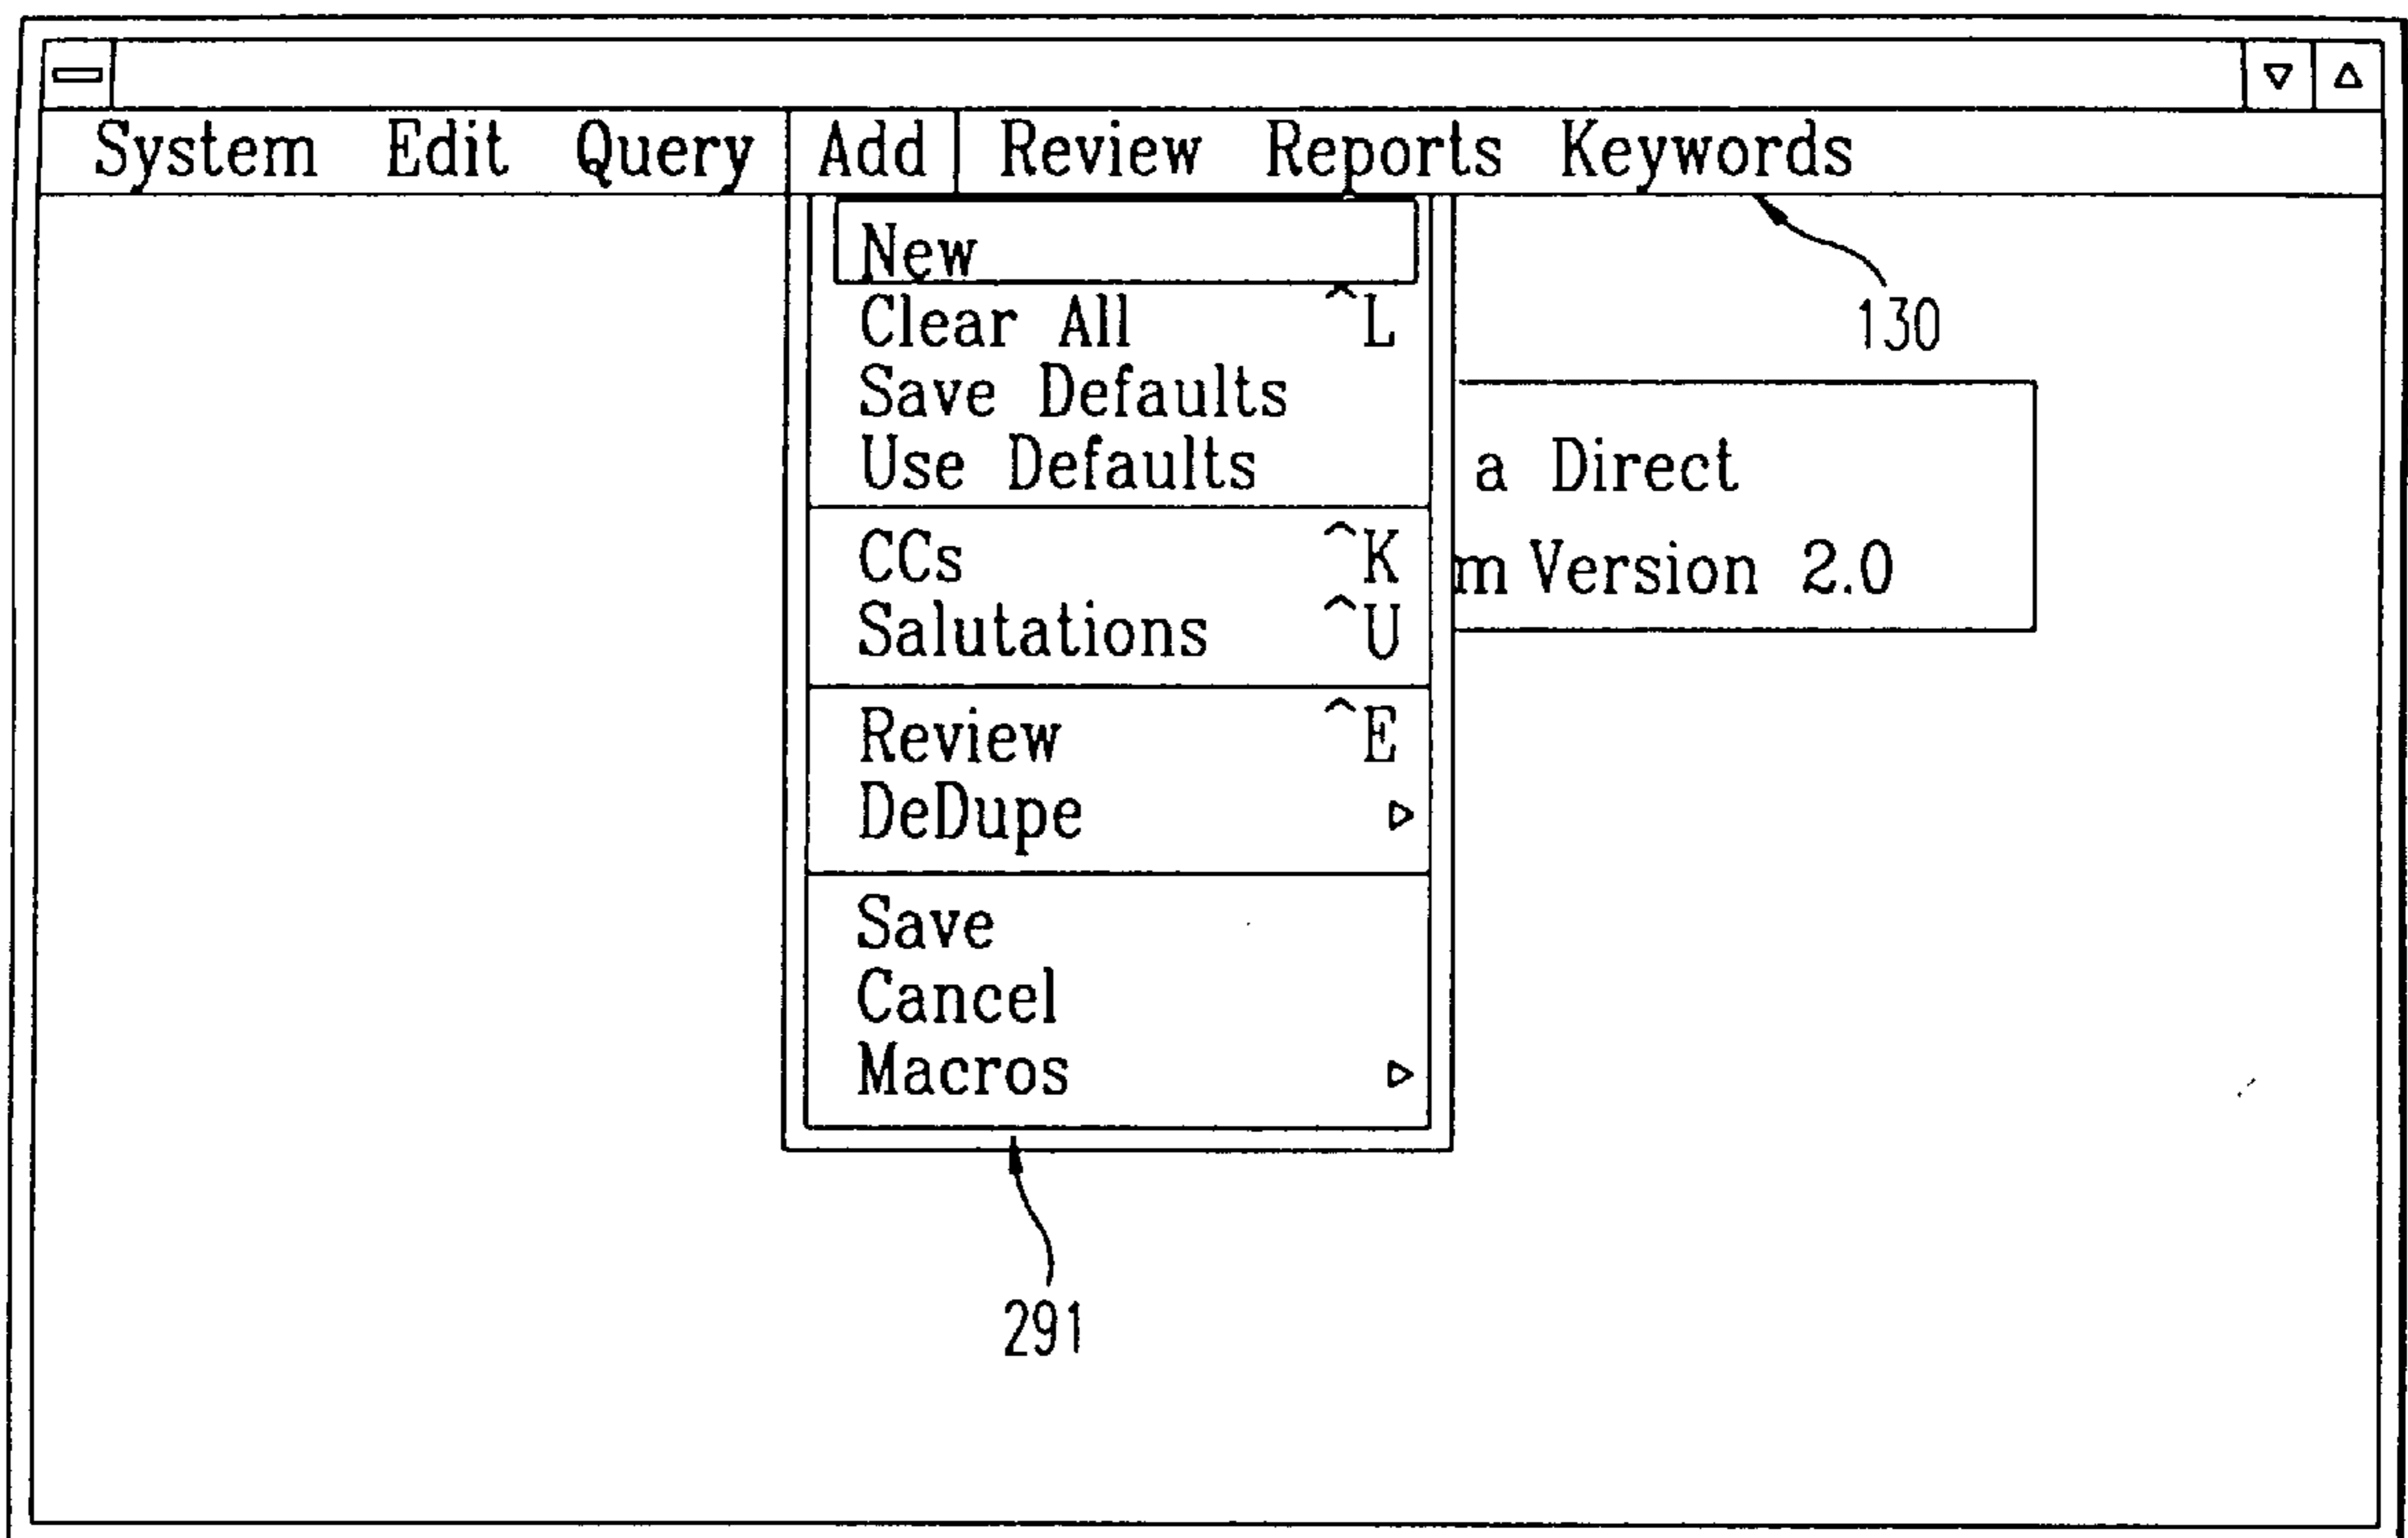 System Edit Query Add Review Reports Keywords
New
Clear All ^L
Save Defaults
Use Defaults
CCs ^K
Salutations ^U
Review ^E
DeDupe
Save
Cancel
Macros
130
a Direct
m Version 2.0
291